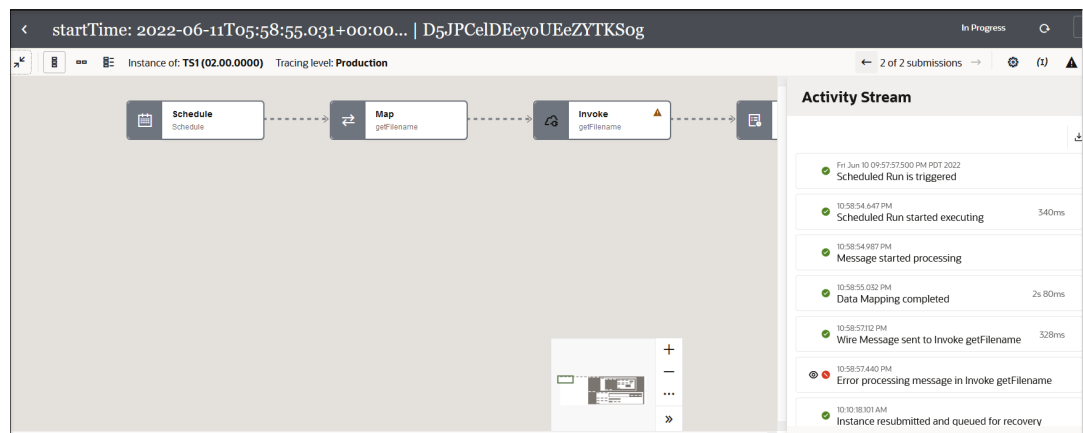 startTime: 2022-06-11T05:58:55.031+00:00... | D5JPCelDEeyoUEeZYTKS0g
In Progress
Instance of: TS1 (02.00.0000) Tracing level: Production
2 of 2 submissions
(1)
Schedule
Schedule
Map
getFilename
Invoke
getFilename
Activity Stream
Fri Jun 10 09:57:57.500 PM PDT 2022
Scheduled Run is triggered
10:58:54.647 PM
Scheduled Run started executing 340ms
10:58:54.987 PM
Message started processing
10:58:55.032 PM
Data Mapping completed 2s 80ms
10:58:57.112 PM
Wire Message sent to Invoke getFilename 328ms
10:58:57.440 PM
Error processing message in Invoke getFilename
10:10:18.101 AM
Instance resubmitted and queued for recovery